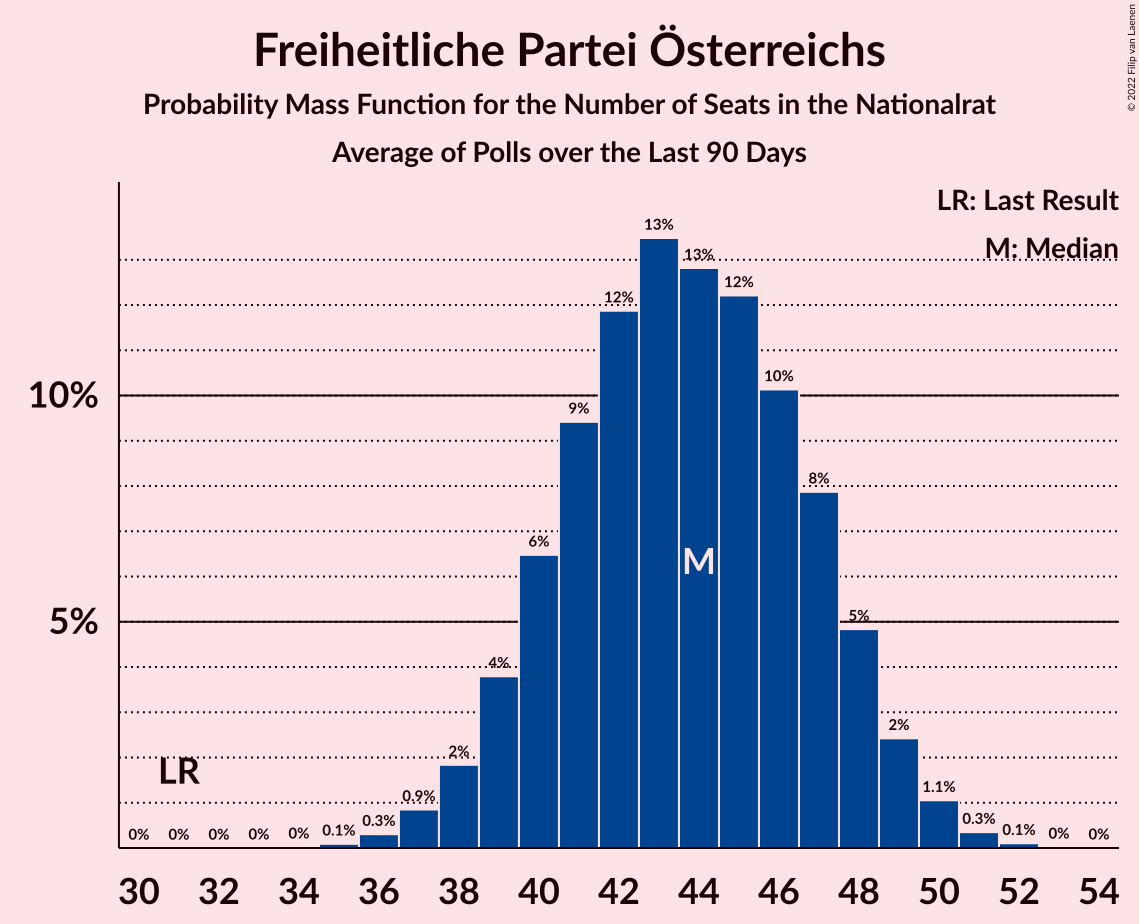 Freiheitliche Partei Österreichs
Probability Mass Function for the Number of Seats in the Nationalrat
Average of Polls over the Last 90 Days
© 2022 Filip van Laenen
LR: Last Result
M: Median
13%
13%
12%
12%
10%
10%
9%
8%
6%
M
5%
5%
4%
2%
2%
LR
0.9%
1.1%
0% 0% 0% 0% 0% 0.1% 0.3% 0.3% 0.1% 0% 0%
30 32 34 36 38 40 42 44 46 48 50 52 54